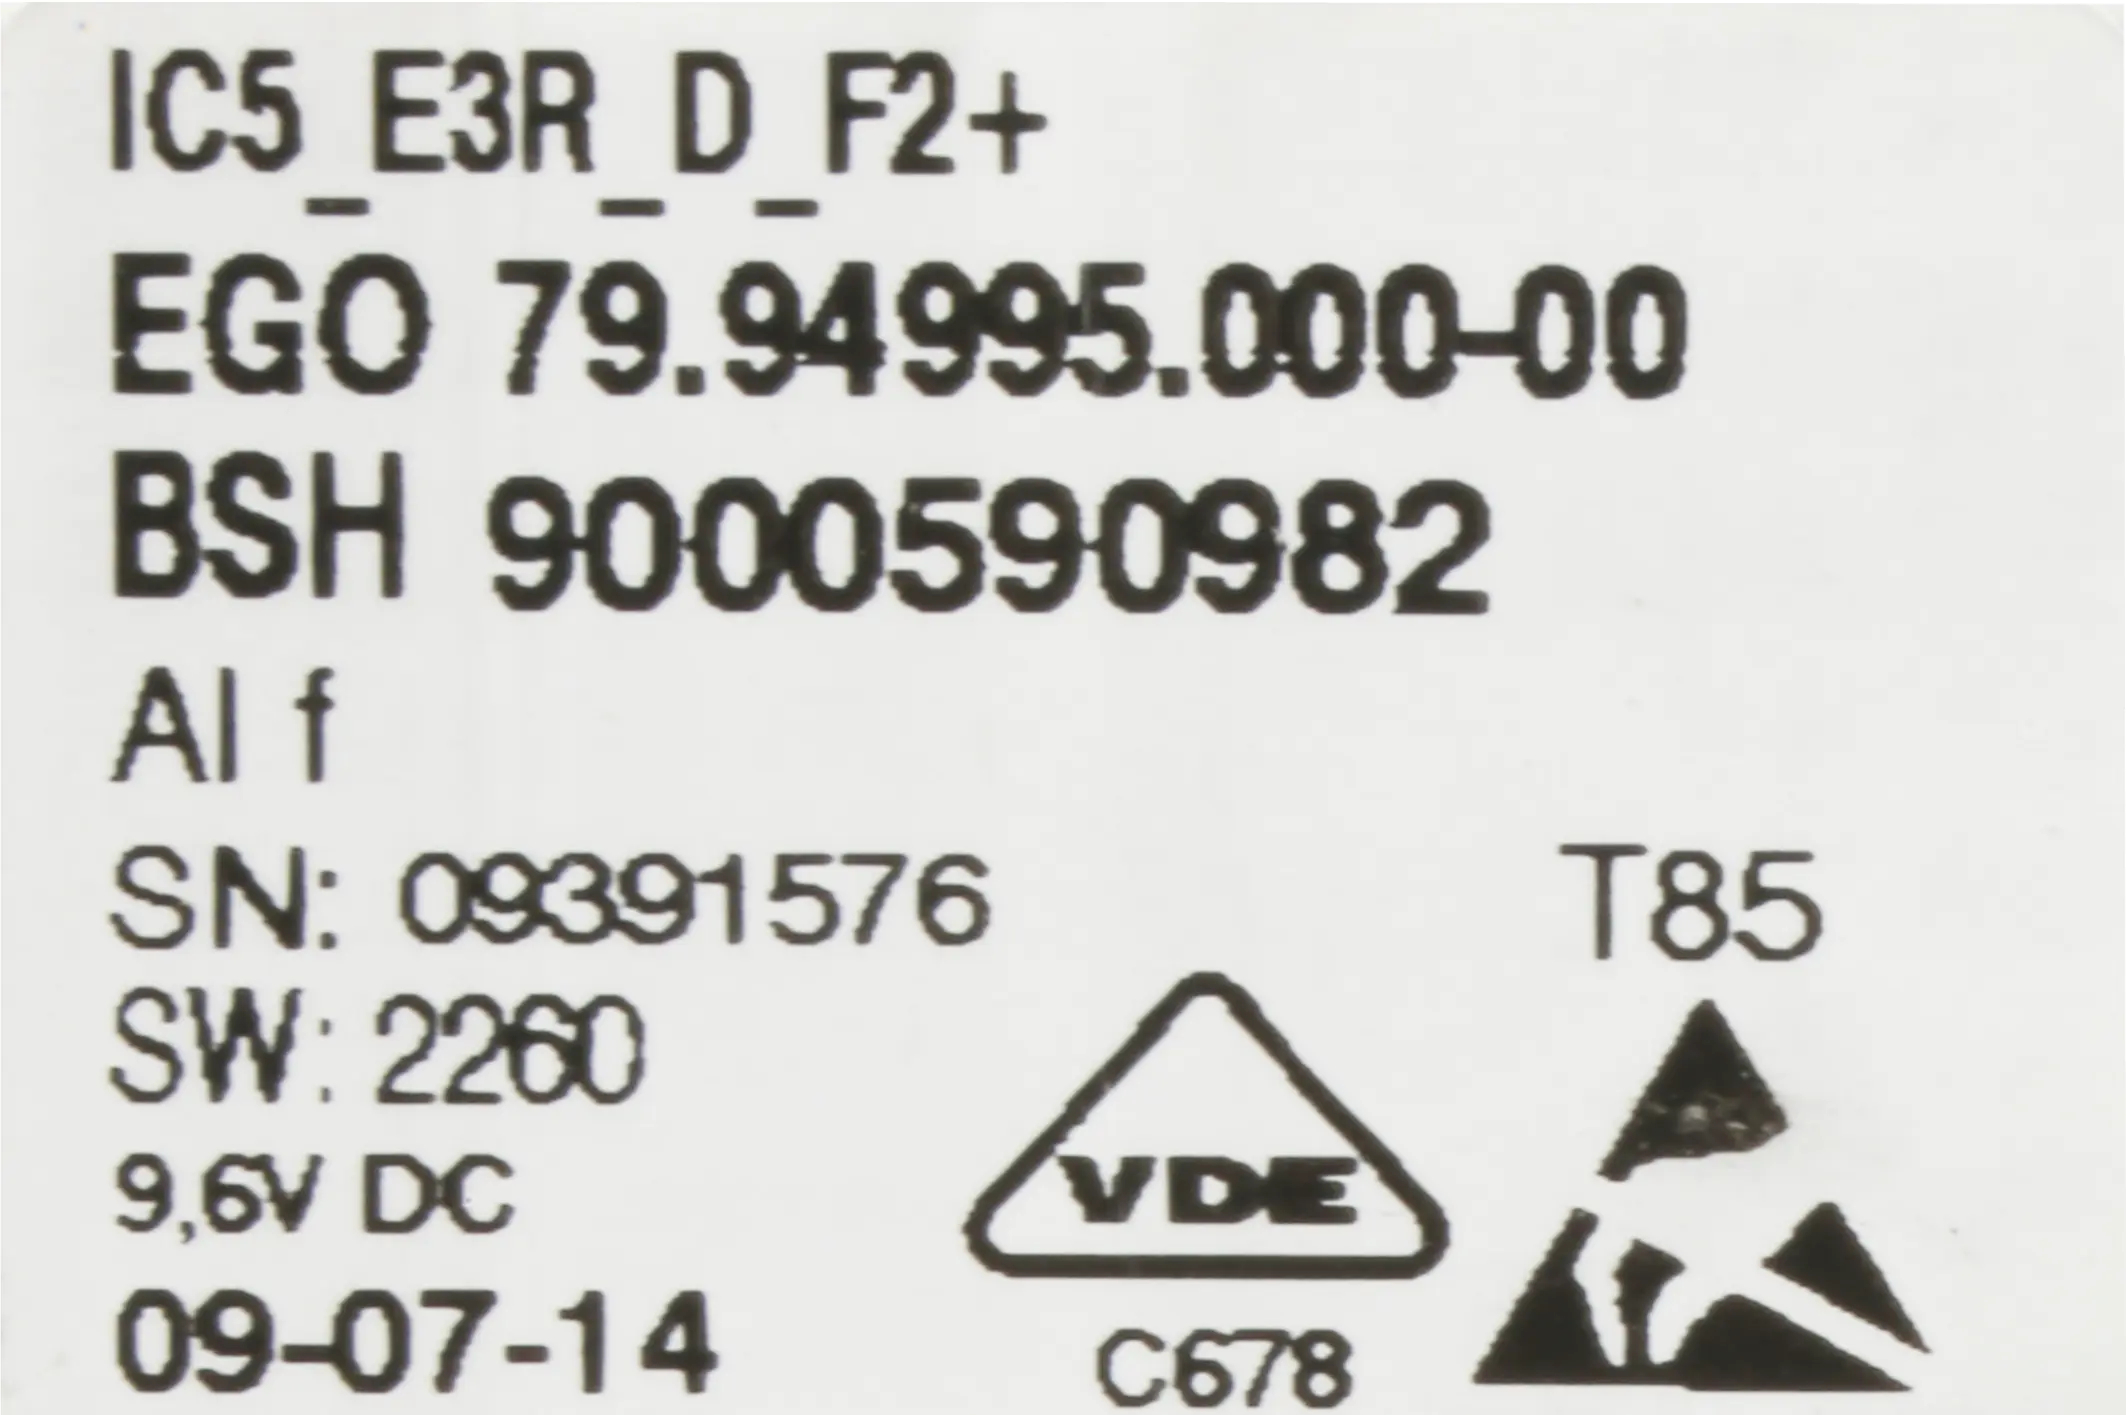 IC5_E3R_D_F2+
EGO 79.94995.000-00
BSH 9000590982
AI f
SN: 09391576
T85
SW: 2260
9,6V DC
VDE
09-07-14
C678